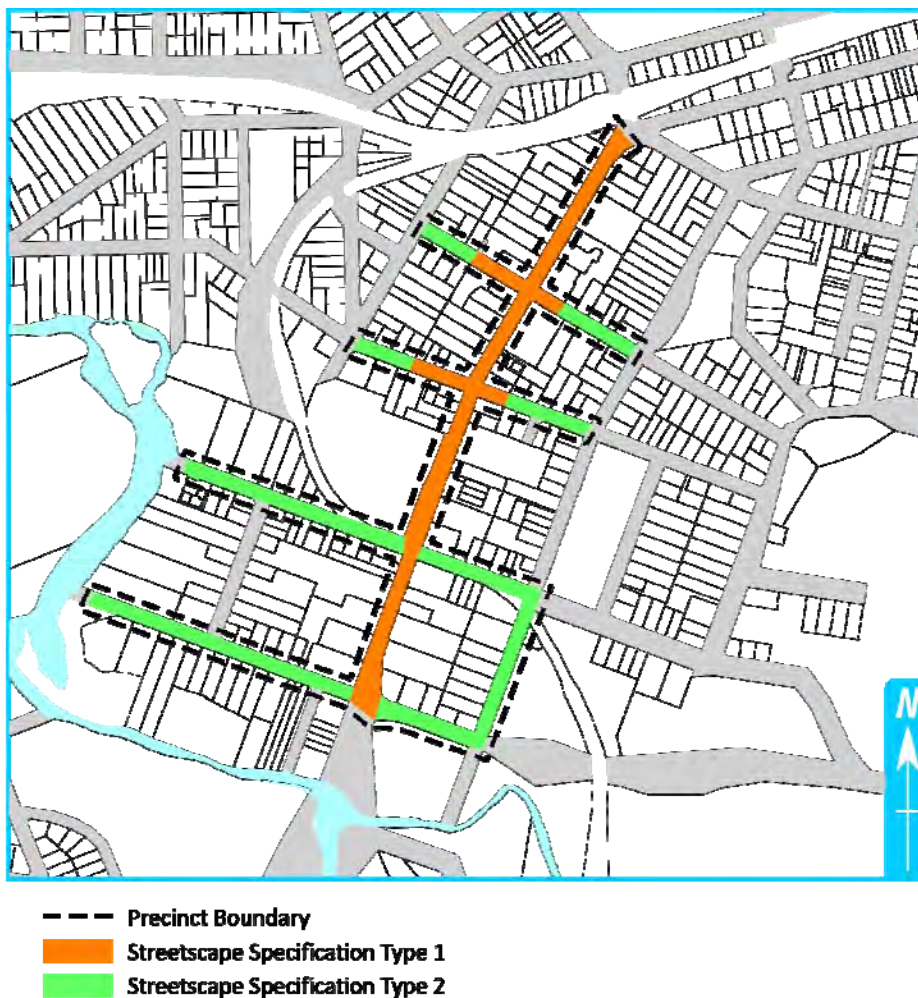 N
Precinct Boundary
Streetscape Specification Type 1
Streetscape Specification Type 2